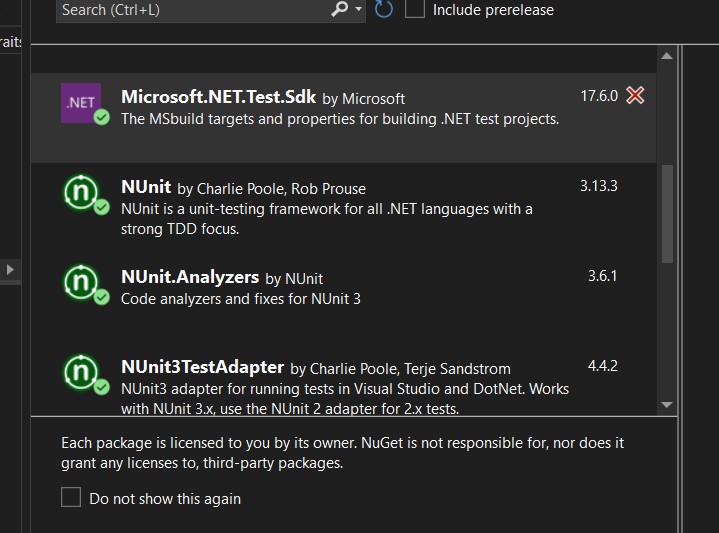 Search (Ctrl+L)
Include prerelease
raits
.NET
Microsoft.NET.Test.Sdk by Microsoft
17.6.0
The MSbuild targets and properties for building .NET test projects.
n
NUnit by Charlie Poole, Rob Prouse
3.13.3
NUnit is a unit-testing framework for all .NET languages with a
strong TDD focus.
n
NUnit.Analyzers by NUnit
3.6.1
Code analyzers and fixes for NUnit 3
n
NUnit3TestAdapter by Charlie Poole, Terje Sandstrom
4.4.2
NUnit3 adapter for running tests in Visual Studio and DotNet. Works
with NUnit 3.x, use the NUnit 2 adapter for 2.x tests.
Each package is licensed to you by its owner. NuGet is not responsible for, nor does it
grant any licenses to, third-party packages.
Do not show this again